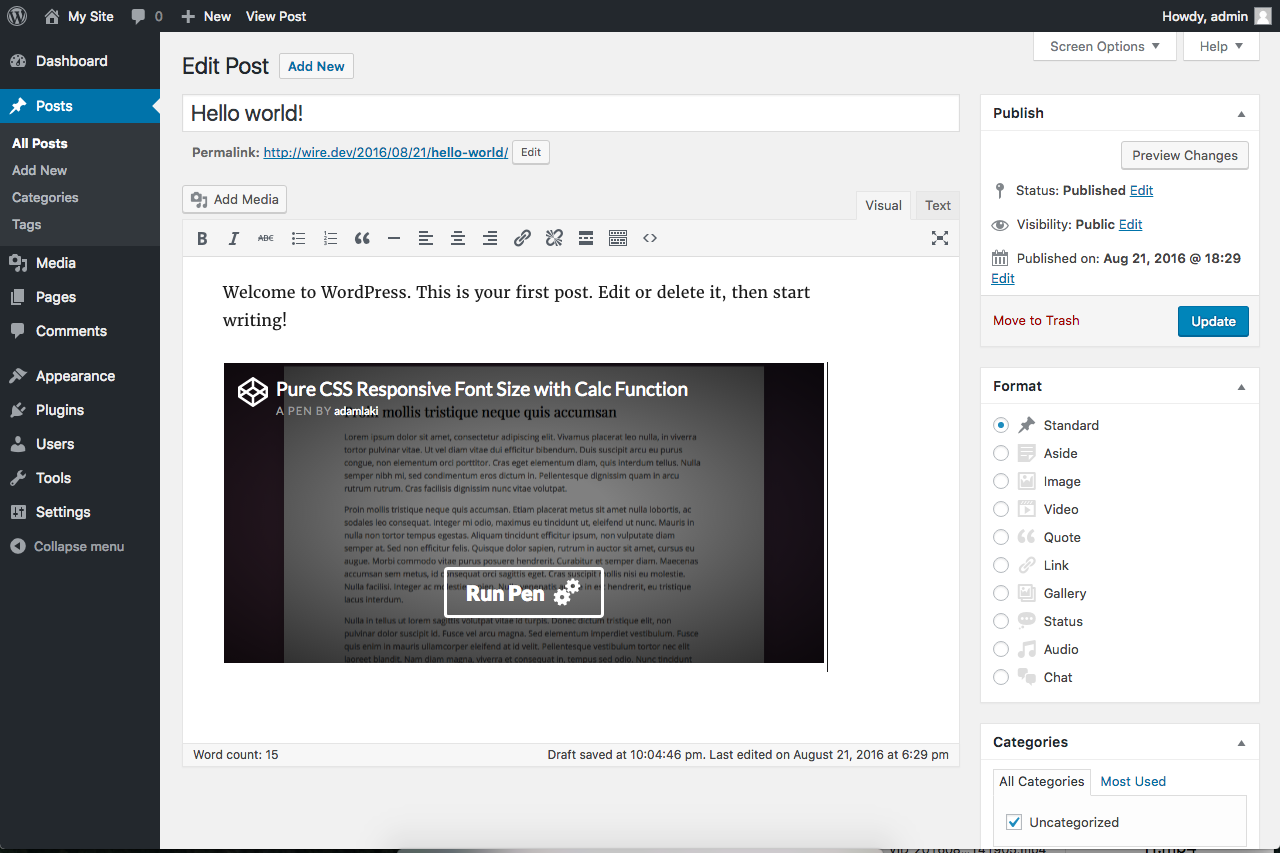 My Site 0 New View Post Howdy, admin
Dashboard
Posts
All Posts
Add New
Categories
Tags
Media
Pages
Comments
Appearance
Plugins
Users
Tools
Settings
Collapse menu
Screen Options Help
Edit Post Add New
Hello world!
Permalink: http://wire.dev/2016/08/21/hello-world/ Edit
Add Media
Visual Text
B I ABC
Welcome to WordPress. This is your first post. Edit or delete it, then start
writing!
Pure CSS Responsive Font Size with Calc Function
A PEN BY adamlaki
mollis tristique neque quis accumsan
Lorem ipsum dolor sit amet, consectetur adipiscing elit. Vivamus placerat leo nulla, in viverra
tortor pulvinar vitae. Ut vel diam vitae dui efficitur bibendum. Duis suscipit arcu eu purus
congue, non elementum orci porttitor. Cras eget elementum diam, quis interdum tellus. Nulla
semper nibh mi, sed condimentum eros dictum in. Pellentesque dignissim quam in arcu
rutrum rutrum. Cras facilisis dignissim nunc vitae volutpat.
Proin mollis tristique neque quis accumsan. Etiam placerat metus sit amet nulla lobortis, ac
sodales leo consequat. Integer mi odio, maximus eu tincidunt ut, eleifend ut nunc. Mauris in
nulla non tortor tempus egestas. Aliquam tincidunt efficitur ipsum, non vulputate diam
semper at. Sed non efficitur felis. Quisque dolor sapien, rutrum in auctor sit amet, cursus eu
augue. Morbi commodo vitae purus posuere hendrerit. Curabitur et semper diam. Maecenas
accumsan sem metus, id consequat orci sagittis eget. Cras suscipit mollis nisi eu molestie.
Nulla facilisi. Integer ac molestie in est hendrerit, eu tristique
lacus interdum.
Run Pen
Nulla in tellus ut lorem sagittis volutpat vitae id turpis. Donec dictum tristique elit, non
pulvinar dolor suscipit id. Fusce vel arcu magna. Sed elementum imperdiet vestibulum. Fusce
quis enim in mauris ullamcorper eleifend at id velit. Pellentesque vestibulum tortor nec elit
laoreet blandit. Nam diam magna, viverra et consequat in, tempus sed odio. Nunc tincidunt
Word count: 15 Draft saved at 10:04:46 pm. Last edited on August 21, 2016 at 6:29 pm
Publish
Preview Changes
Status: Published Edit
Visibility: Public Edit
Published on: Aug 21, 2016 @ 18:29
Edit
Move to Trash Update
Format
Standard
Aside
Image
Video
Quote
Link
Gallery
Status
Audio
Chat
Categories
All Categories Most Used
Uncategorized